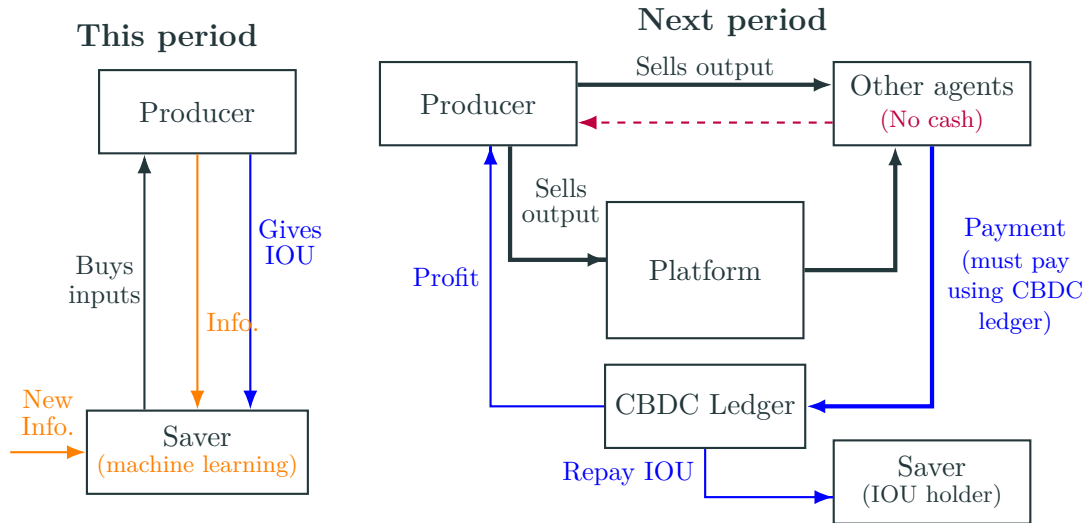 This period
Producer
Gives
IOU
Buys
inputs
Info.
New
Info.
Saver
(machine learning)
Next period
Producer
Sells output
Other agents
(No cash)
Sells
output
Platform
Payment
(must pay
using CBDC
ledger)
Profit
CBDC Ledger
Repay IOU
Saver
(IOU holder)